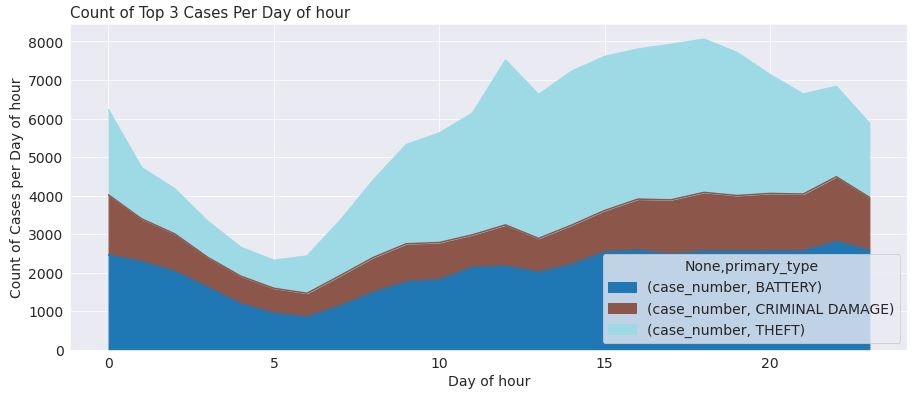 Count of Top 3 Cases Per Day of hour
8000
7000
6000
5000
4000
3000
2000
1000
0
Count of Cases per Day of hour
None,primary_type
(case_number, BATTERY)
(case_number, CRIMINAL DAMAGE)
(case_number, THEFT)
0 5 10 15 20
Day of hour